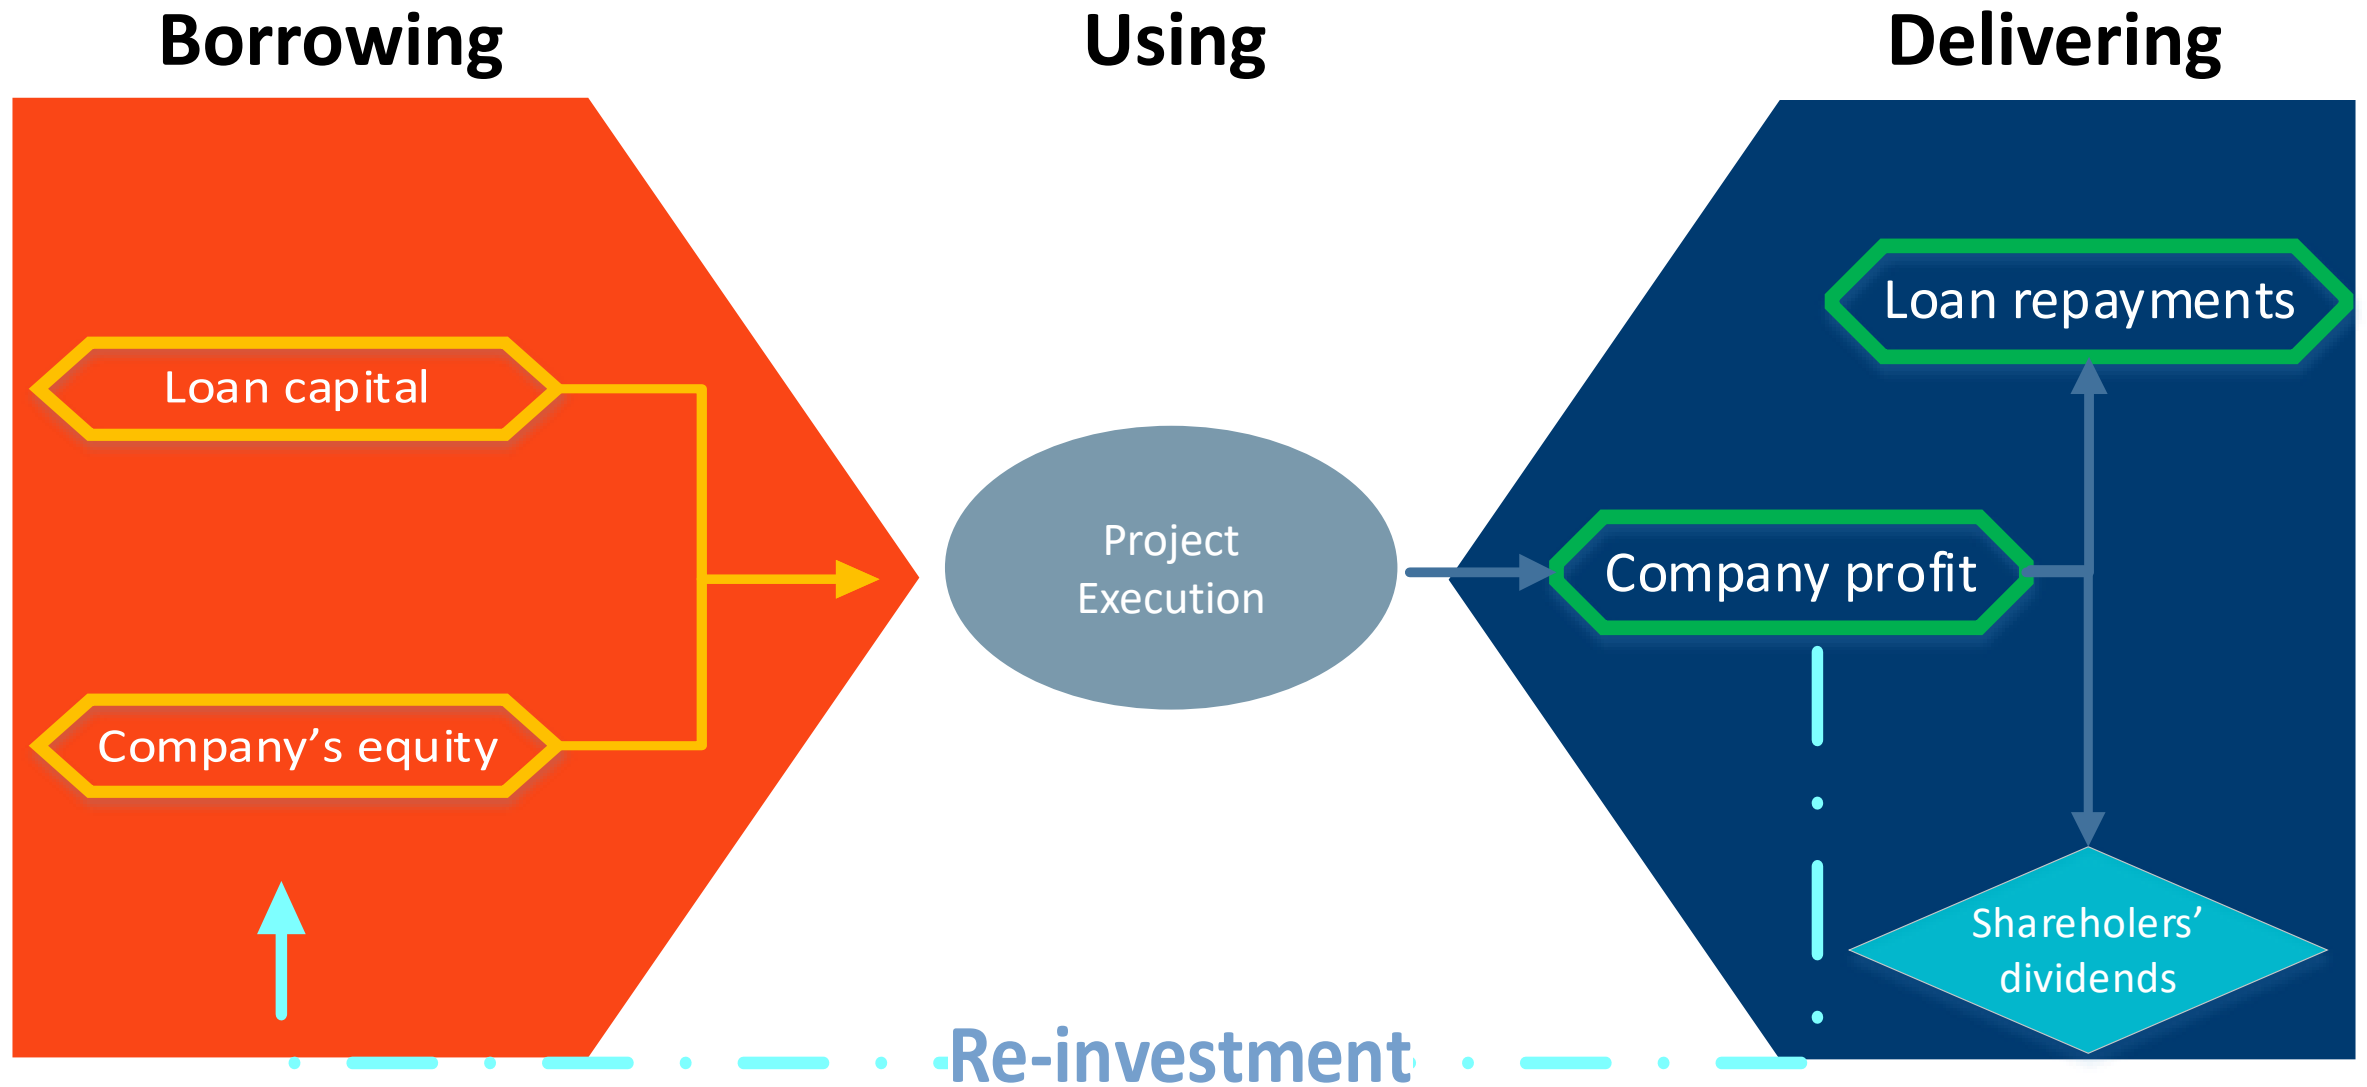 Borrowing
Using
Delivering
Loan capital
Company’s equity
Project
Execution
Loan repayments
Company profit
Shareholers’
dividends
Re-investment